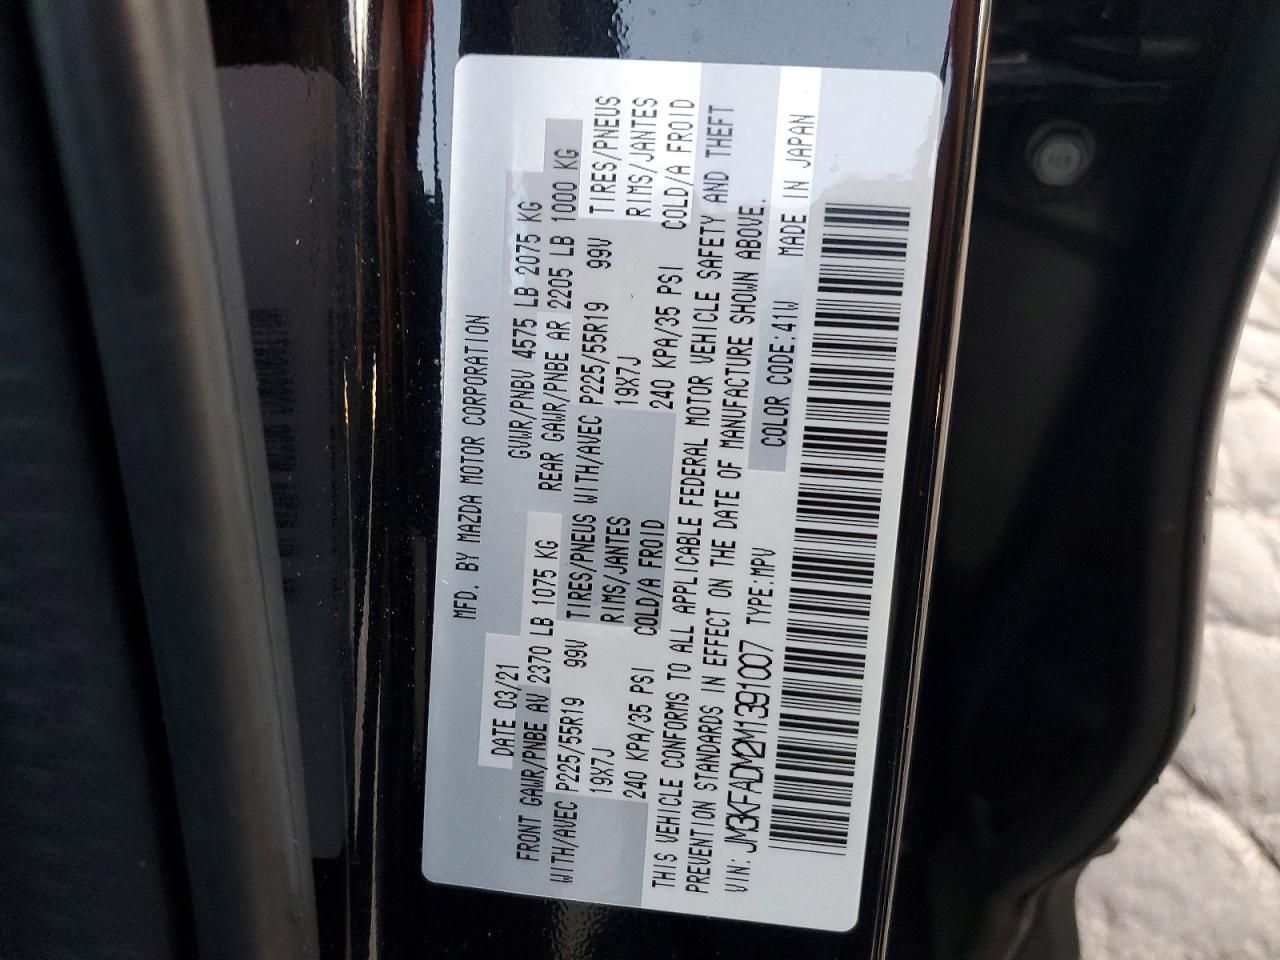 MFD. BY MAZDA MOTOR CORPORATION
DATE 03/21 GVWR/PNBV 4575 LB 2075 KG
FRONT GAWR/PNBE AV 2370 LB 1075 KG REAR GAWR/PNBE AR 2205 LB 1000 KG
WITH/AVEC P225/55R19 99V TIRES/PNEUS WITH/AVEC P225/55R19 99V TIRES/PNEUS
19X7J RIMS/JANTES 19X7J RIMS/JANTES
240 KPA/35 PSI COLD/A FROID 240 KPA/35 PSI COLD/A FROID
THIS VEHICLE CONFORMS TO ALL APPLICABLE FEDERAL MOTOR VEHICLE SAFETY AND THEFT
PREVENTION STANDARDS IN EFFECT ON THE DATE OF MANUFACTURE SHOWN ABOVE.
VIN: JM3KFADM2M1391007 TYPE:MPV COLOR CODE:41W MADE IN JAPAN